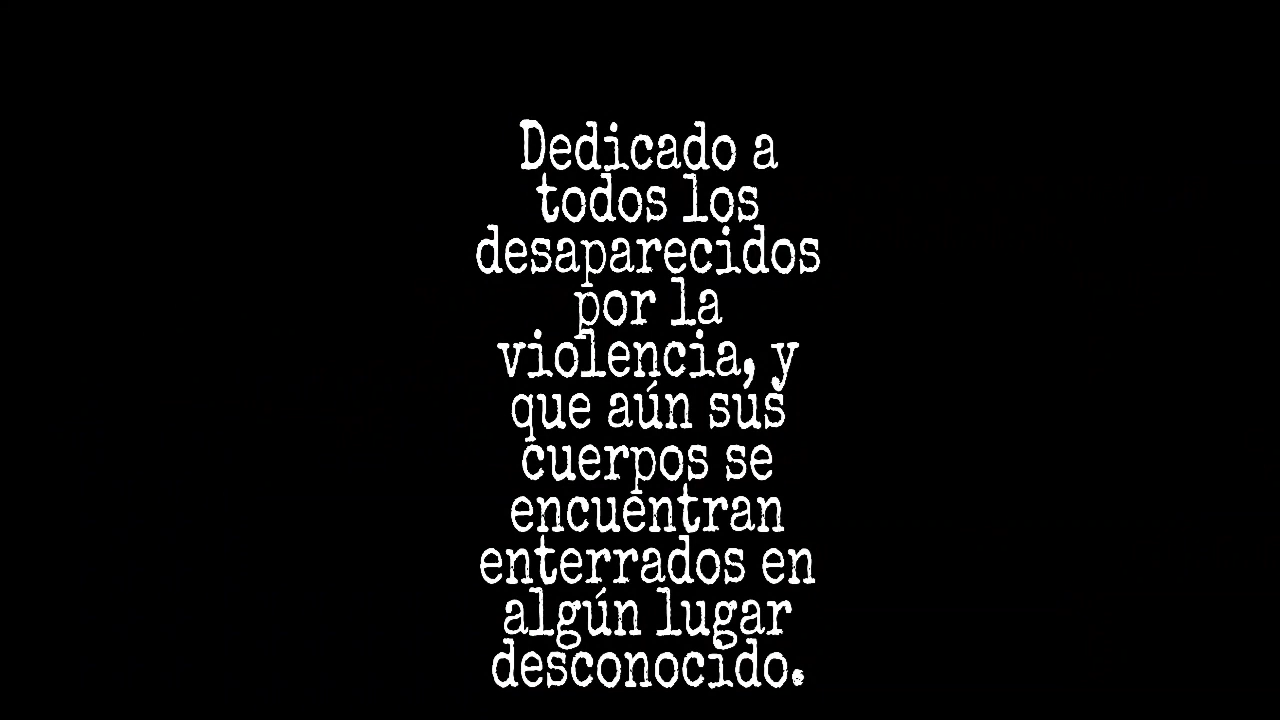 Dedicado a
todos los
desaparecidos
por la
violencia, y
que aún sus
cuerpos se
encuentran
enterrados en
algún lugar
desconocido.